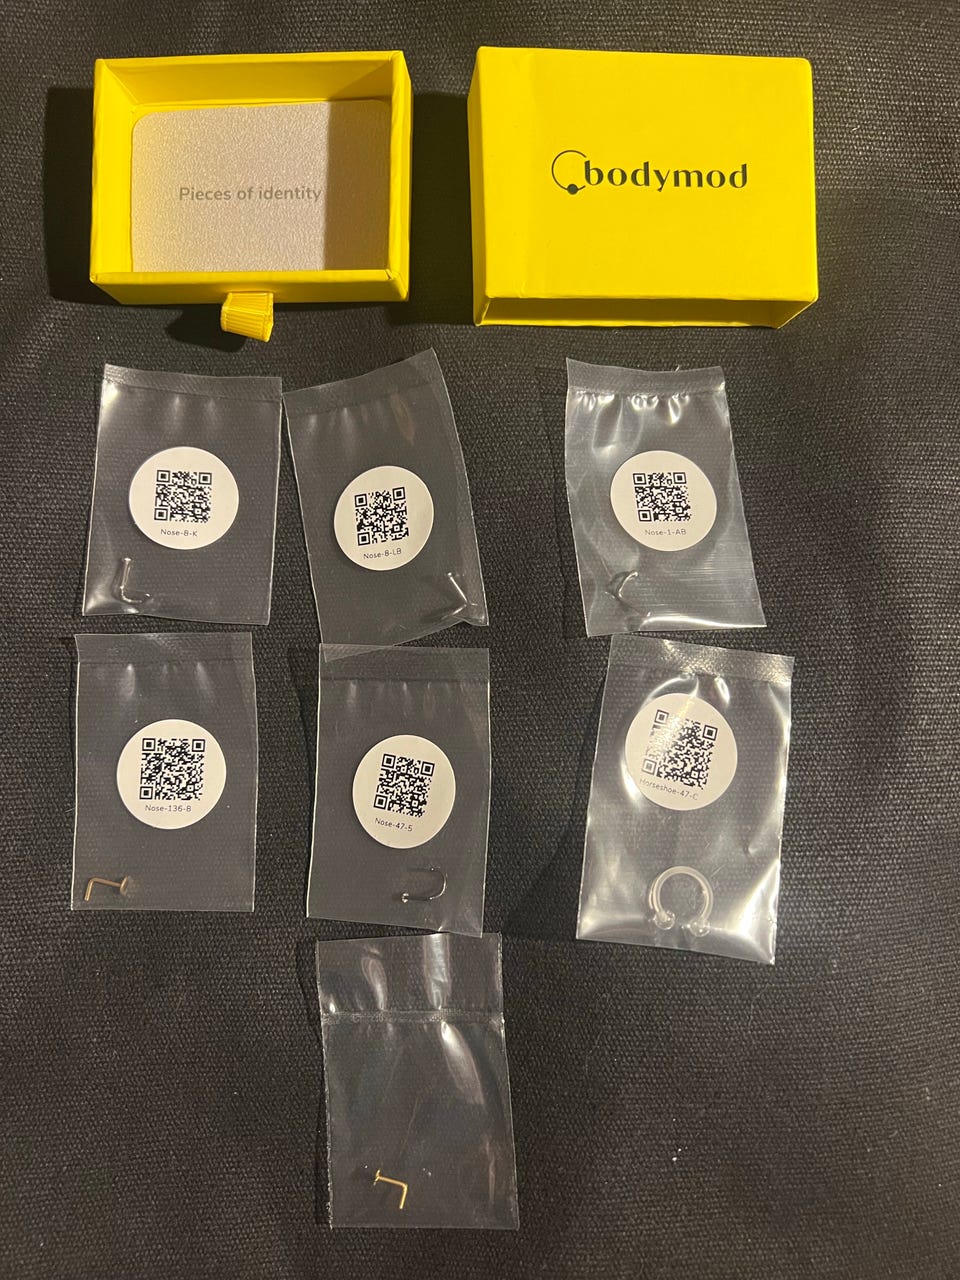 Pieces of identity
bodymod
Nose-8-K
Nose-8-LB
Nose-1-AB
Nose-136-8
Nose-47-5
Horseshoe-47-C